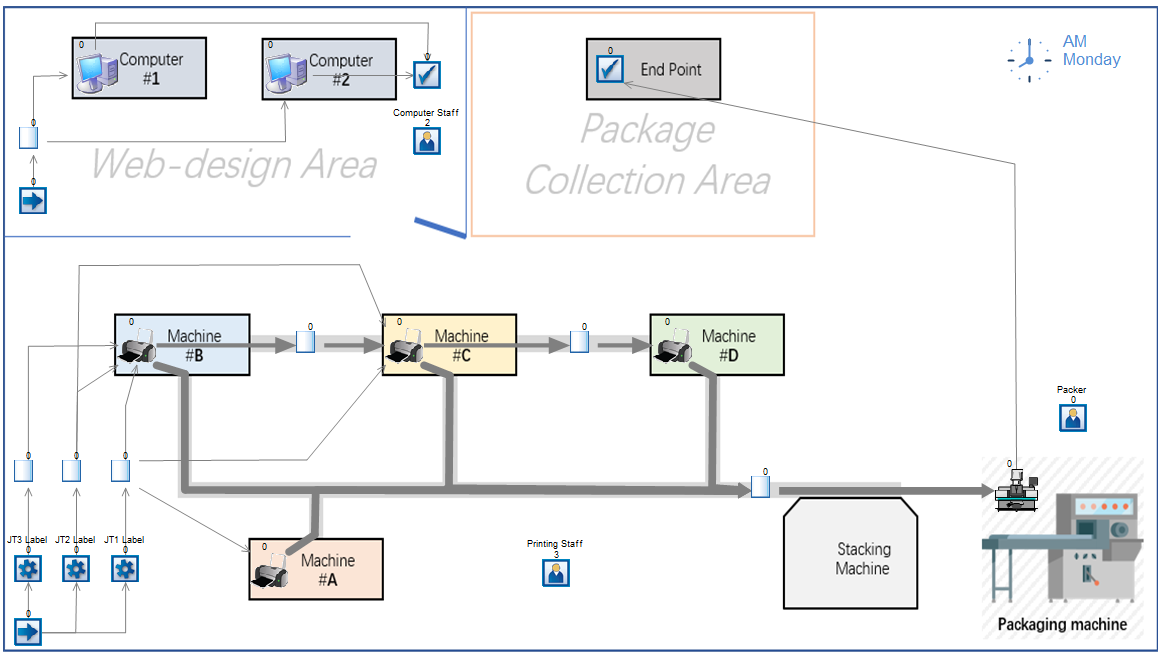 0
Computer
#1
0
Computer
#2
0
Computer Staff
2
0
0
Web-design Area
0
End Point
Package
Collection Area
AM
Monday
0
Machine
#B
0
0
Machine
#C
0
0
Machine
#D
Packer
0
0
0
0
0
0
JT3 Label
0
JT2 Label
0
JT1 Label
0
0
0
Machine
#A
Printing Staff
3
Stacking
Machine
Packaging machine